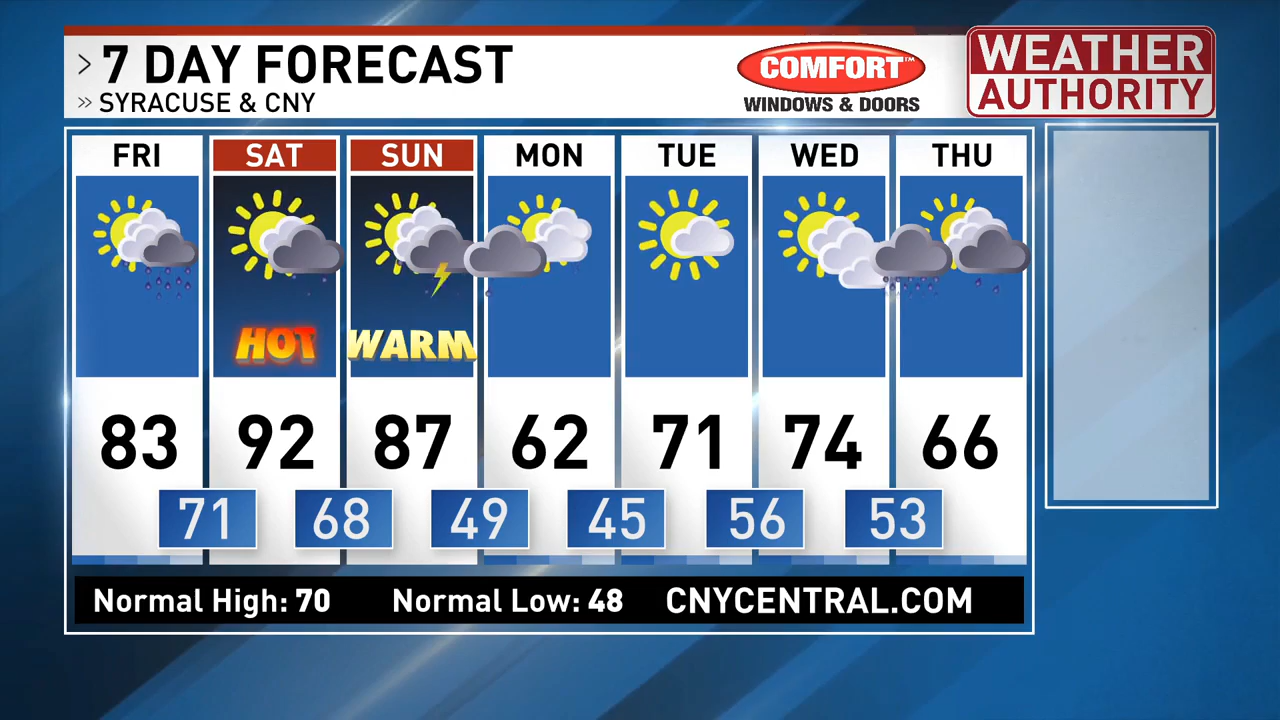 > 7 DAY FORECAST
» SYRACUSE & CNY
COMFORT™
WINDOWS & DOORS
WEATHER
AUTHORITY
FRI SAT SUN MON TUE WED THU
HOT WARM
83 92 87 62 71 74 66
71 68 49 45 56 53
Normal High: 70 Normal Low: 48 CNYCENTRAL.COM